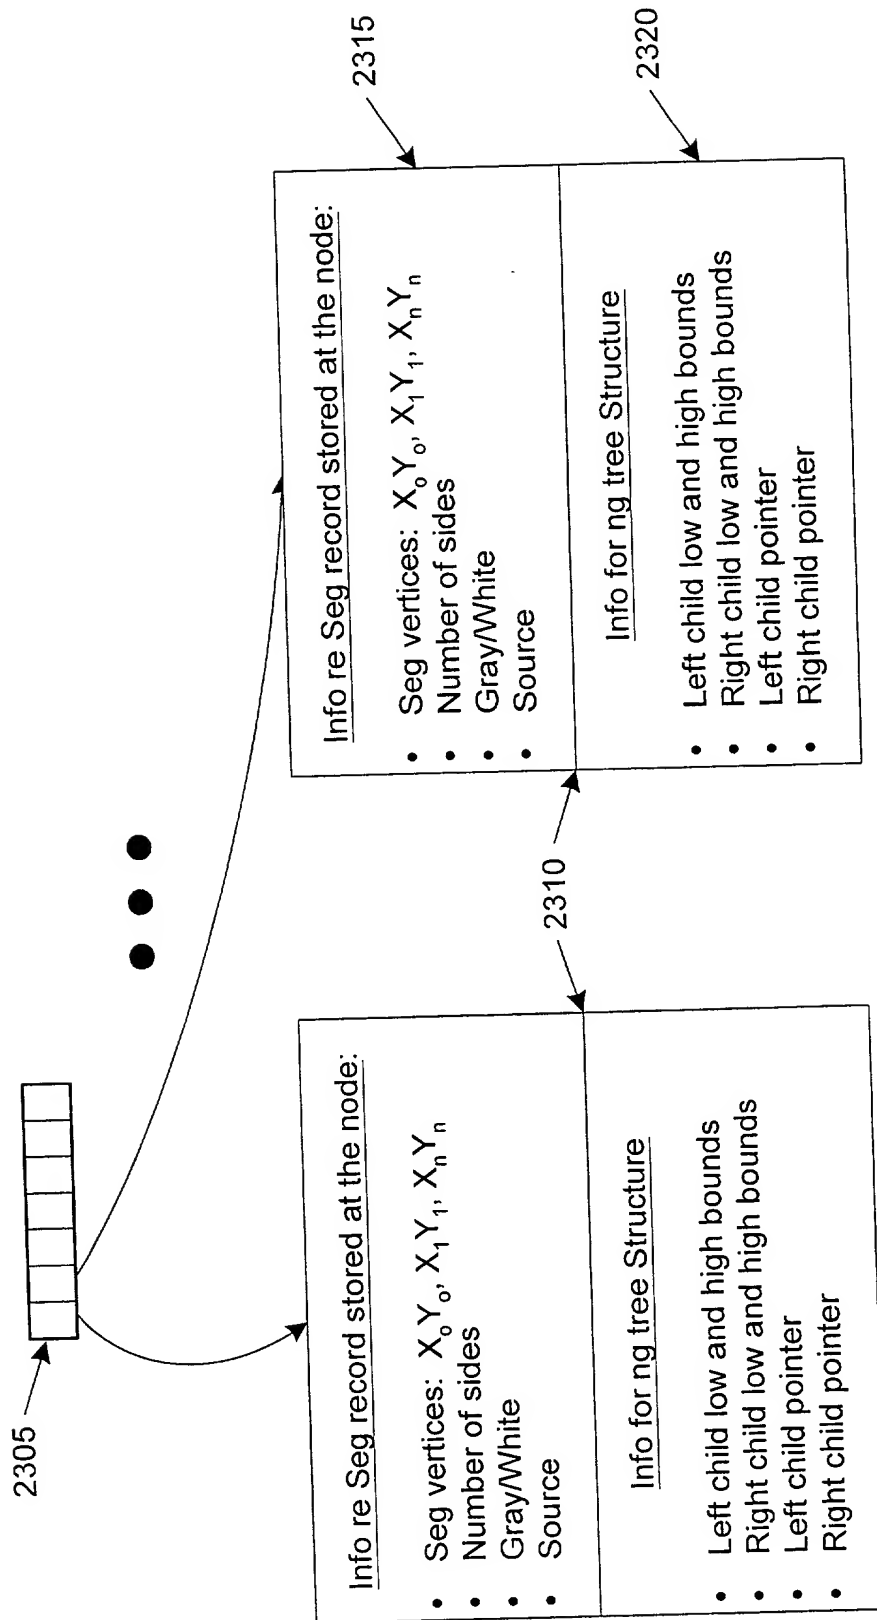 2305
Info re Seg record stored at the node:
• Seg vertices: XoYo, X1Y1, XnYn
• Number of sides
• Gray/White
• Source
Info for ng tree Structure
• Left child low and high bounds
• Right child low and high bounds
• Left child pointer
• Right child pointer
2310
Info re Seg record stored at the node:
• Seg vertices: XoYo, X1Y1, XnYn
• Number of sides
• Gray/White
• Source
Info for ng tree Structure
• Left child low and high bounds
• Right child low and high bounds
• Left child pointer
• Right child pointer
2315
2320